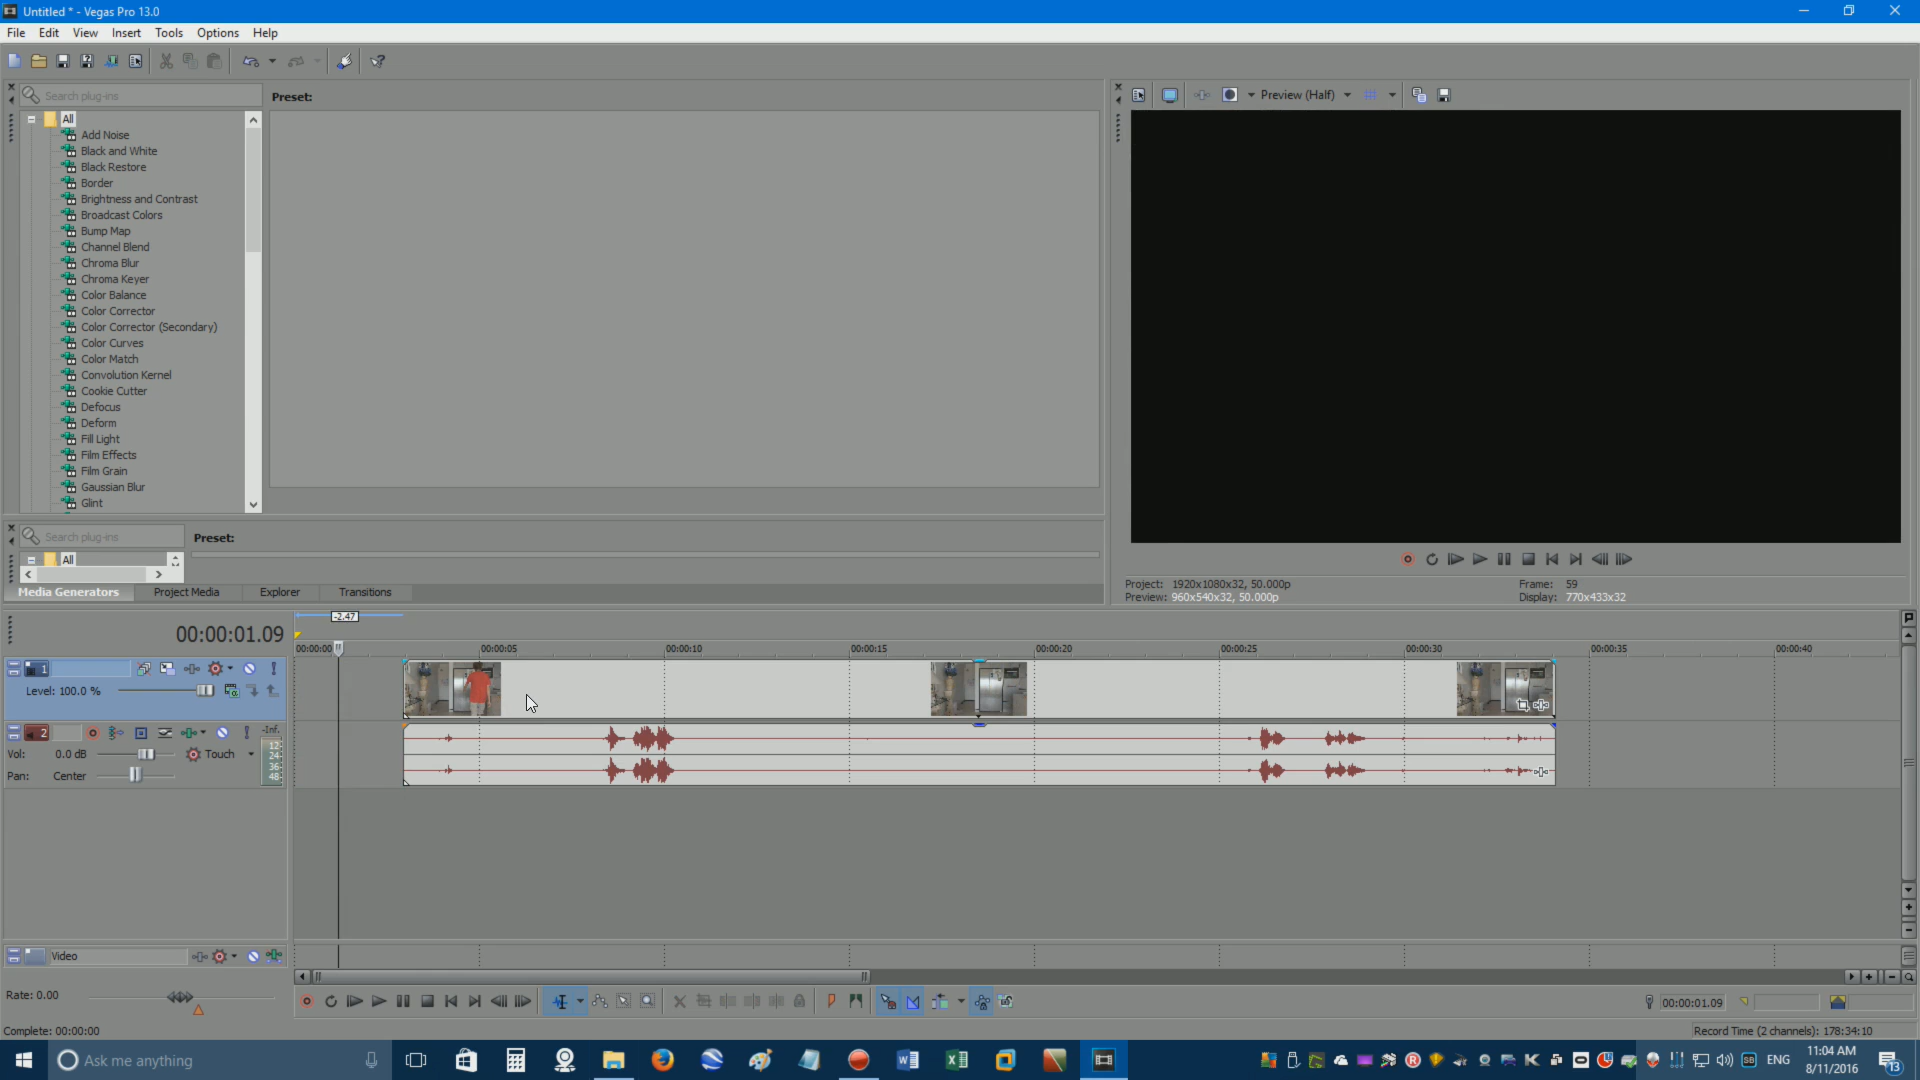 Untitled * - Vegas Pro 13.0
File Edit View Insert Tools Options Help
Search plug-ins
Preset:
All
Add Noise
Black and White
Black Restore
Border
Brightness and Contrast
Broadcast Colors
Bump Map
Channel Blend
Chroma Blur
Chroma Keyer
Color Balance
Color Corrector
Color Corrector (Secondary)
Color Curves
Color Match
Convolution Kernel
Cookie Cutter
Defocus
Deform
Fill Light
Film Effects
Film Grain
Gaussian Blur
Glint
Preview (Half)
Search plug-ins
Preset:
All
Media Generators Project Media Explorer Transitions
Project: 1920x1080x32, 50.000p
Preview: 960x540x32, 50.000p
Frame: 59
Display: 770x433x32
-2.47
00:00:01.09
00:00:00 00:00:05 00:00:10 00:00:15 00:00:20 00:00:25 00:00:30 00:00:35 00:00:40
1
Level: 100.0 %
2
-Inf.
12
24
36
48
Vol: 0.0 dB Touch
Pan: Center
Video
Rate: 0.00
00:00:01.09
Complete: 00:00:00
Record Time (2 channels): 178:34:10
Ask me anything
ENG
11:04 AM
8/11/2016
13